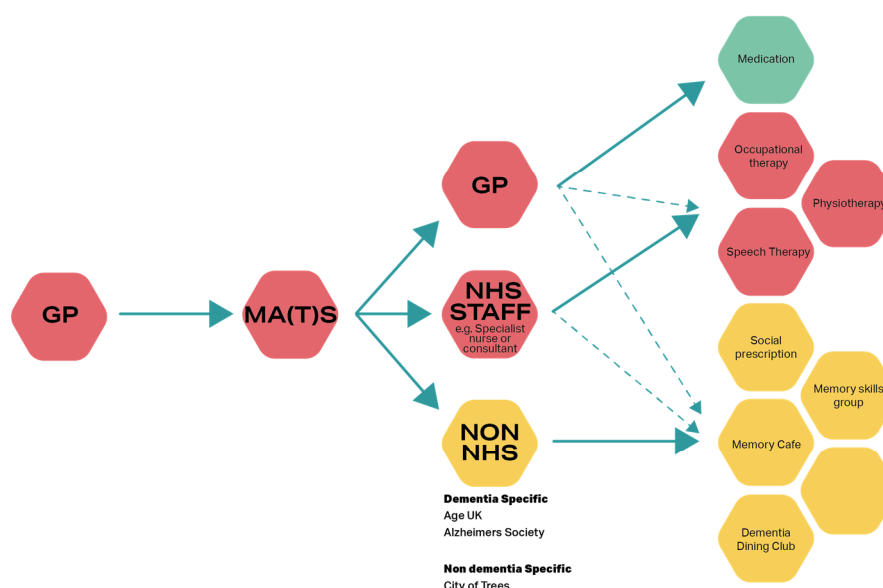 GP
MA(T)S
GP
NHS
STAFF
e.g. Specialist
nurse or
consultant
NON
NHS
Dementia Specific
Age UK
Alzheimers Society
Non dementia Specific
City of Trees
Medication
Occupational
therapy
Physiotherapy
Speech Therapy
Social
prescription
Memory skills
group
Memory Cafe
Dementia
Dining Club